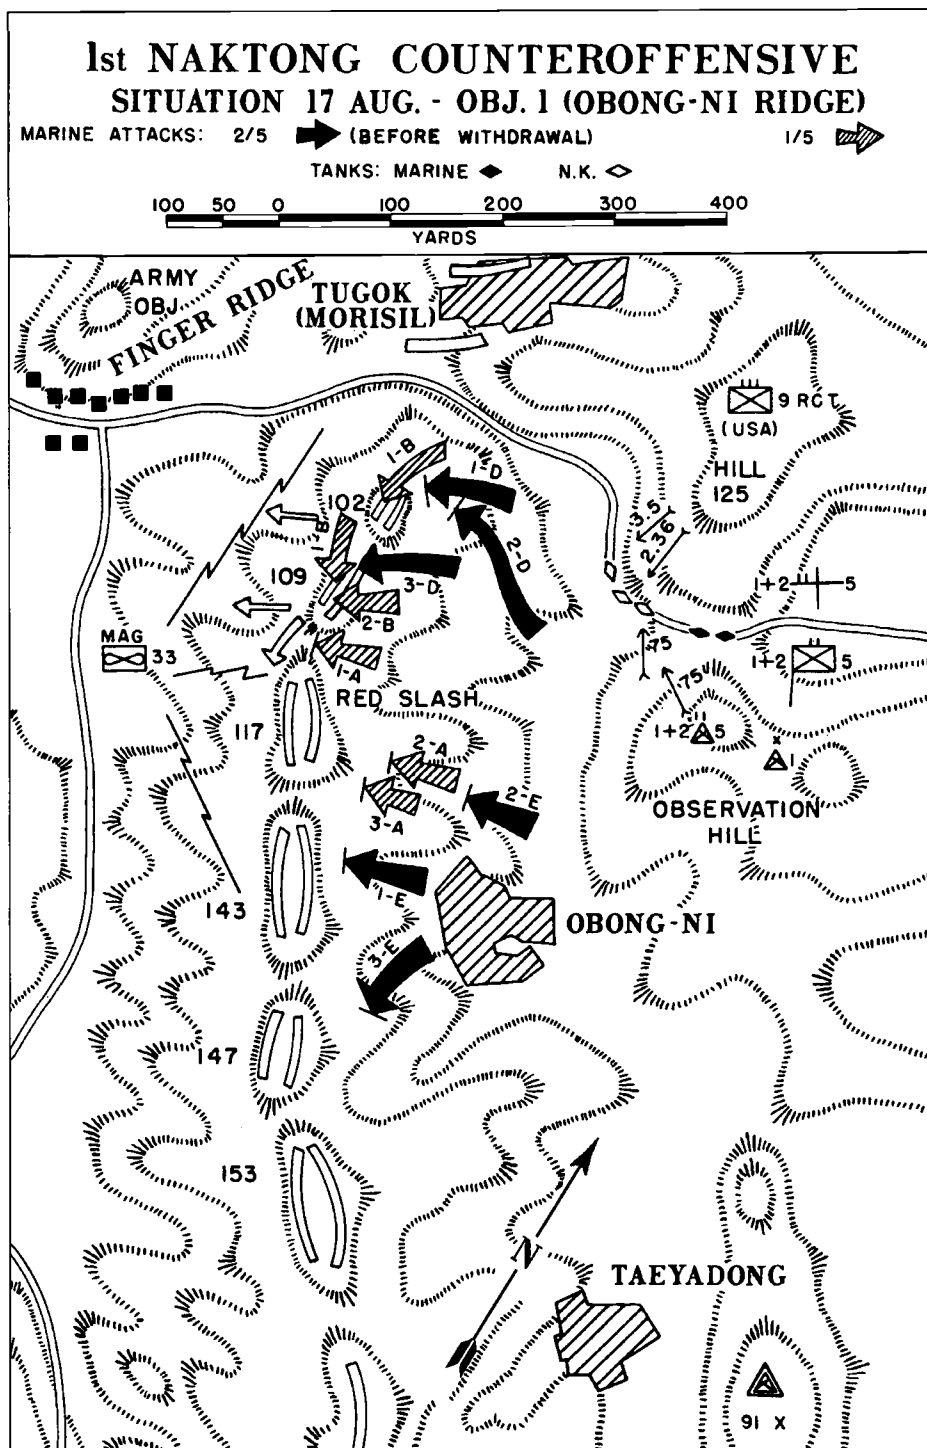 1st NAKTONG COUNTEROFFENSIVE
SITUATION 17 AUG. - OBJ. 1 (OBONG-NI RIDGE)
MARINE ATTACKS: 2/5 (BEFORE WITHDRAWAL) 1/5
TANKS: MARINE N.K.
100 50 0 100 200 300 400
YARDS
ARMY
OBJ.
FINGER RIDGE
TUGOK
(MORISIL)
9 RCT
(USA)
HILL
125
1-B
1-D
102
3.5
2.36
1-B
2-D
109
3-D
1+2 5
2-B
MAG 33
1-A
75
1+2 5
75
RED SLASH
117
1+2 5
1
2-A
2-E
3-A
OBSERVATION
HILL
1-E
143
OBONG-NI
3-E
147
153
N
TAEYADONG
91 X